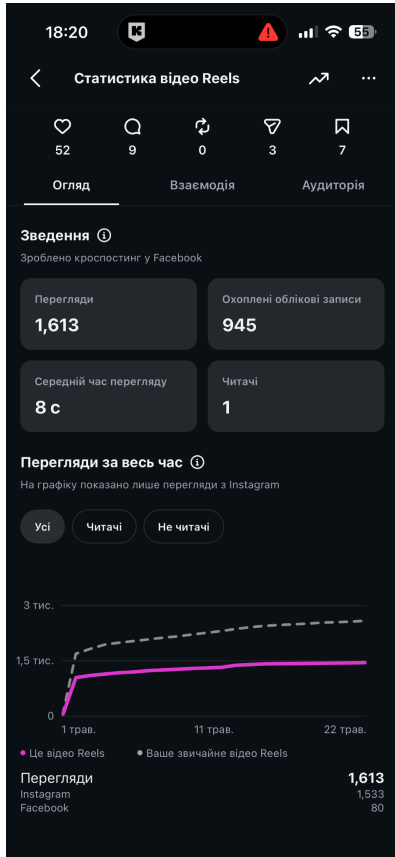 18:20
K
55
Статистика відео Reels
52 9 0 3 7
Огляд Взаємодія Аудиторія
Зведення
Зроблено кроспостинг у Facebook
Перегляди
1,613
Охоплені облікові записи
945
Середній час перегляду
8 с
Читачі
1
Перегляди за весь час
На графіку показано лише перегляди з Instagram
Усі Читачі Не читачі
3 тис.
1,5 тис.
0
1 трав. 11 трав. 22 трав.
Це відео Reels Ваше звичайне відео Reels
Перегляди 1,613
Instagram 1,533
Facebook 80